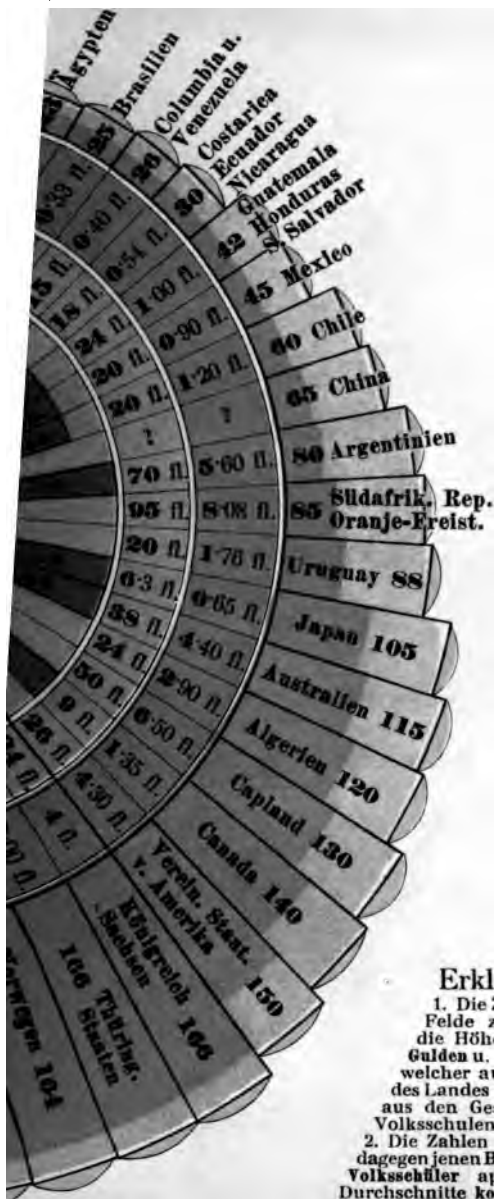 Ägypten
25 Brasilien
26 Columbia u.
Venezuela
30 Costarica
Ecuador
Nicaragua
42 Guatemala
Honduras
S. Salvador
45 Mexico
60 Chile
65 China
80 Argentinien
85 Südafrik. Rep.
Oranje-Freist.
Uruguay 88
Japan 105
Australien 115
Algerien 120
Capland 130
Canada 140
Verein. Staat.
v. Amerika 150
Königreich
Sachsen 166
166 Thüring.
Staaten
Norwegen 164
0·33 fl.
0·40 fl.
0·54 fl.
1·00 fl.
0·90 fl.
1·20 fl.
?
5·60 fl.
8·08 fl.
1·76 fl.
0·65 fl.
4·40 fl.
2·90 fl.
6·50 fl.
1·35 fl.
4·30 fl.
4 fl.
15 fl.
18 fl.
24 fl.
20 fl.
20 fl.
?
70 fl.
95 fl.
20 fl.
6·3 fl.
38 fl.
24 fl.
50 fl.
9 fl.
26 fl.
Erkl
1. Die
Felde z
die Höhe
Gulden u.
welcher au
des Landes
aus den Ge
Volksschulen
2. Die Zahlen
dagegen jenen B
Volksschüler au
Durchschnitte ko